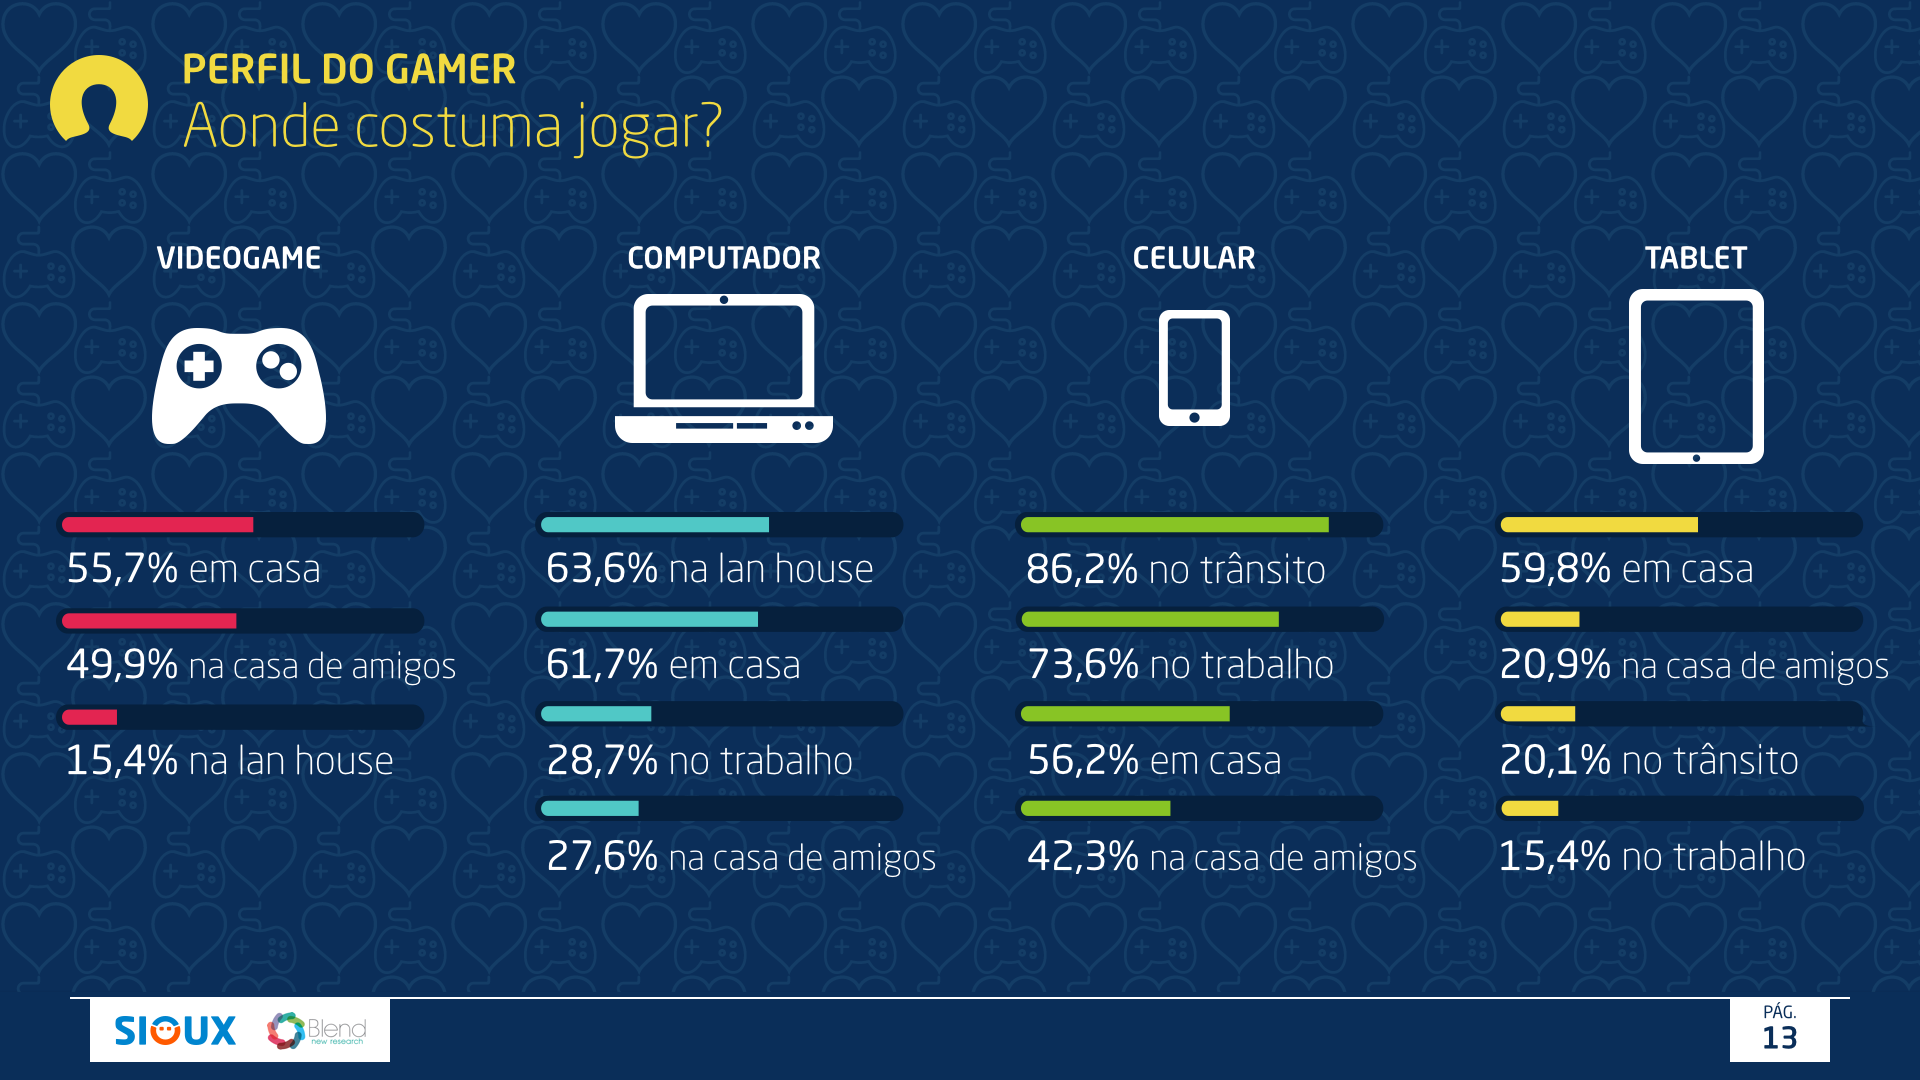 PERFIL DO GAMER
Aonde costuma jogar?
VIDEOGAME
55,7% em casa
49,9% na casa de amigos
15,4% na lan house
COMPUTADOR
63,6% na lan house
61,7% em casa
28,7% no trabalho
27,6% na casa de amigos
CELULAR
86,2% no trânsito
73,6% no trabalho
56,2% em casa
42,3% na casa de amigos
TABLET
59,8% em casa
20,9% na casa de amigos
20,1% no trânsito
15,4% no trabalho
SIOUX
Blend
new research
PÁG.
13